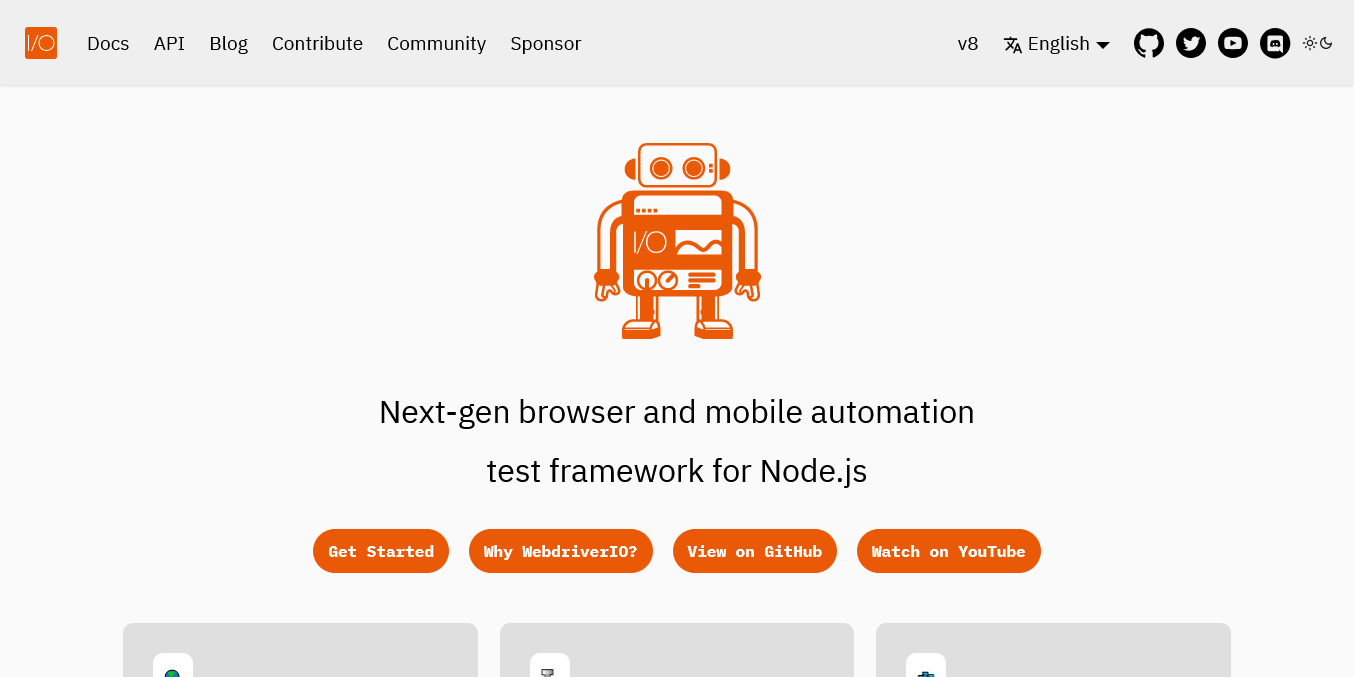 I/O
Docs
API
Blog
Contribute
Community
Sponsor
v8
English
I/O
Next-gen browser and mobile automation
test framework for Node.js
Get Started
Why WebdriverIO?
View on GitHub
Watch on YouTube